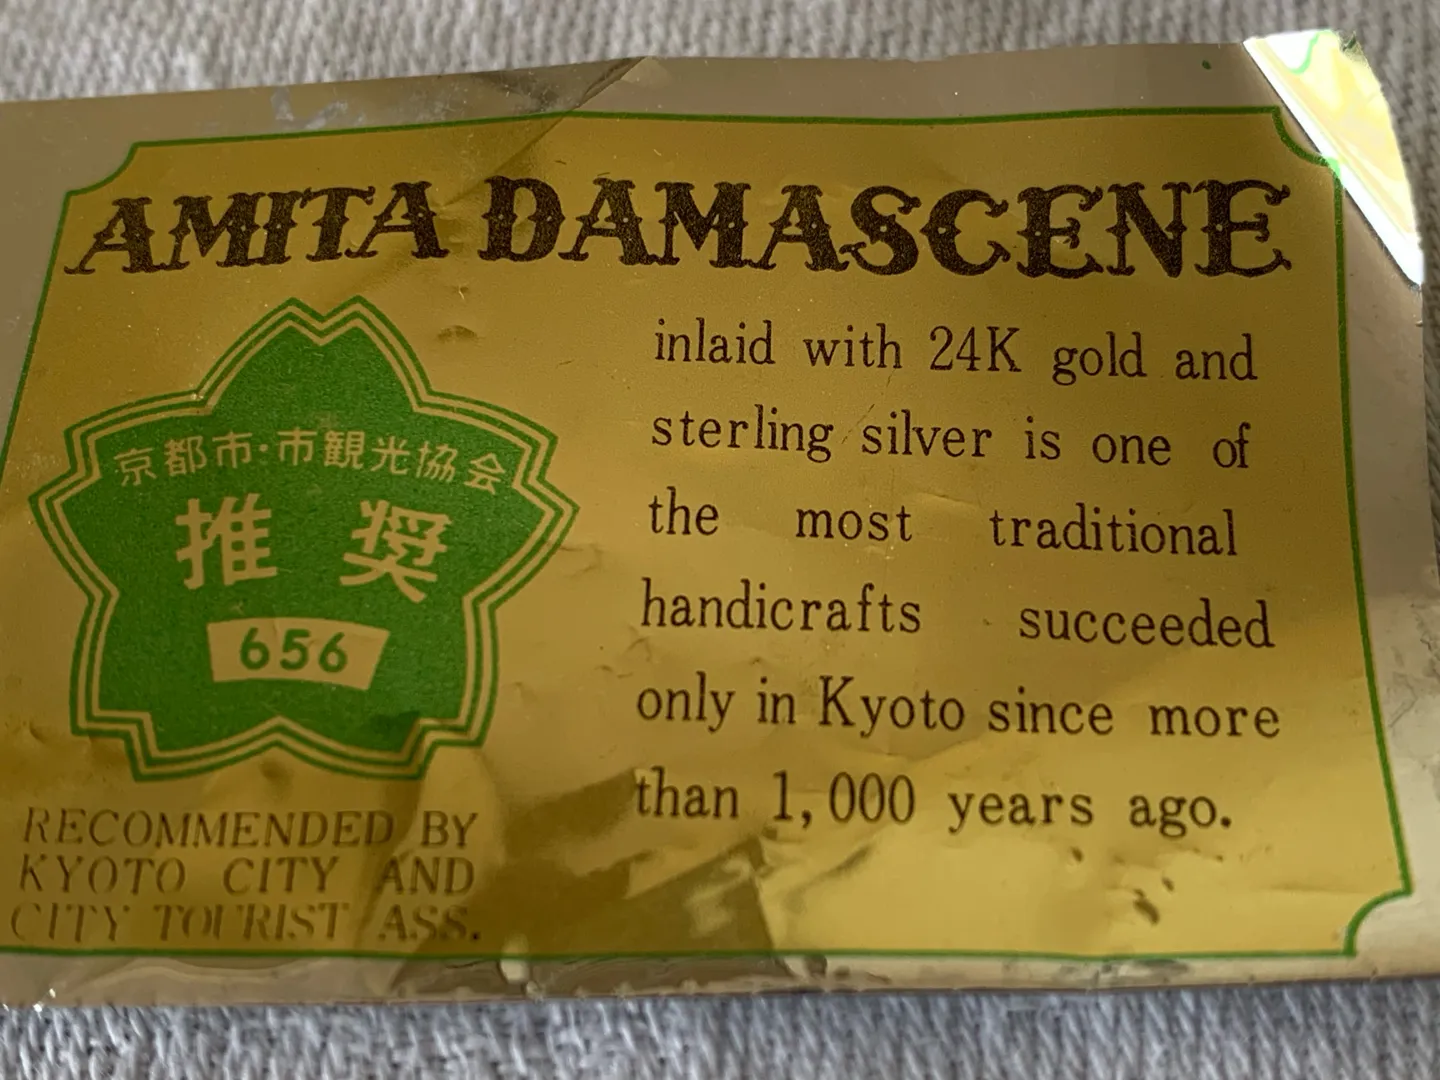 AMITA DAMASCENE
京都市·市観光協会
推奨
656
RECOMMENDED BY
KYOTO CITY AND
CITY TOURIST ASS.
inlaid with 24K gold and
sterling silver is one of
the most traditional
handicrafts succeeded
only in Kyoto since more
than 1,000 years ago.